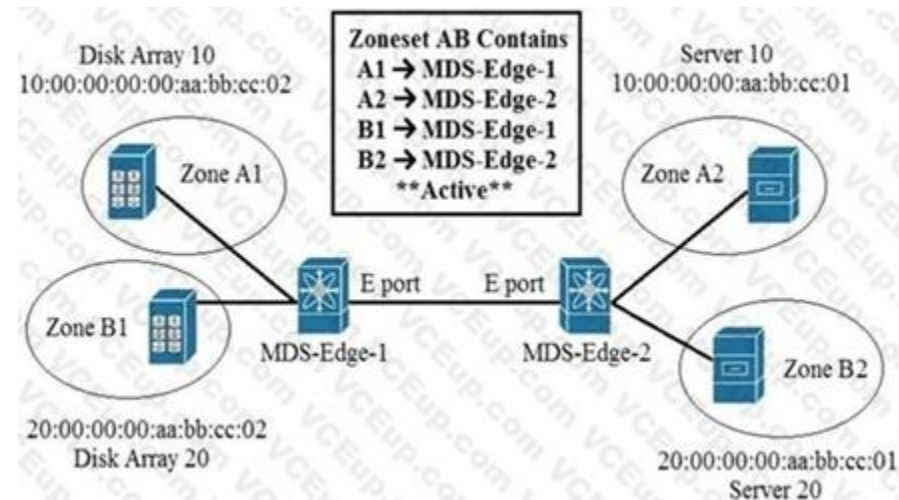 Disk Array 10
10:00:00:00:00:aa:bb:cc:02
Zoneset AB Contains
A1 → MDS-Edge-1
A2 → MDS-Edge-2
B1 → MDS-Edge-1
B2 → MDS-Edge-2
**Active**
Server 10
10:00:00:00:aa:bb:cc:01
Zone A1
Zone A2
E port
E port
Zone B1
MDS-Edge-1
MDS-Edge-2
Zone B2
20:00:00:00:aa:bb:cc:02
Disk Array 20
20:00:00:00:aa:bb:cc:01
Server 20
VCEup.com